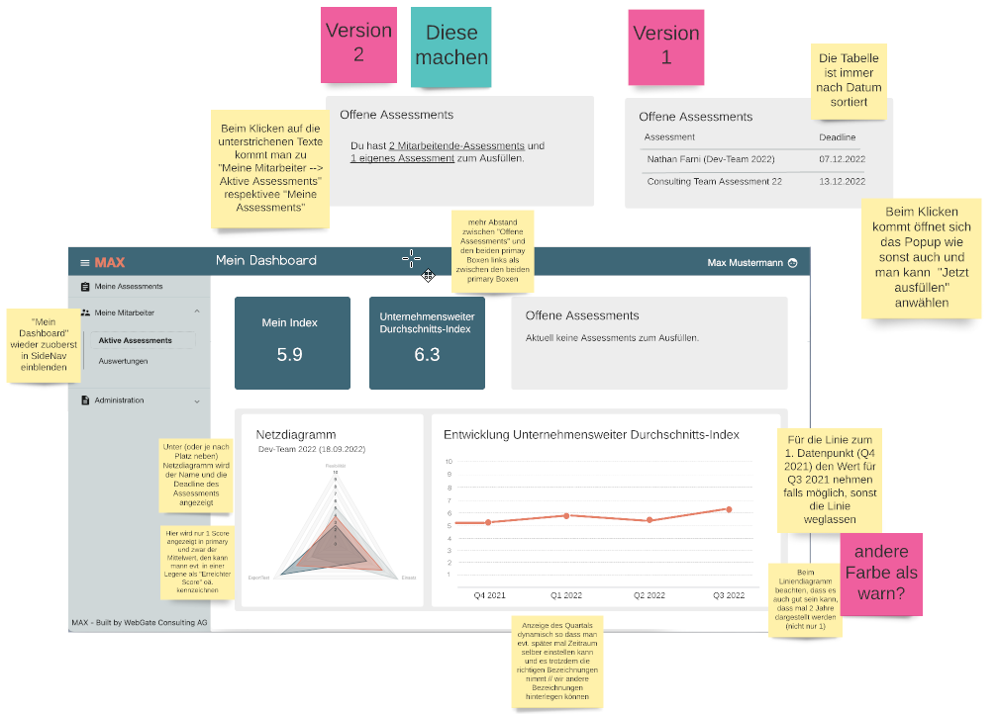 Version
2
Diese
machen
Version
1
Die Tabelle
ist immer
nach Datum
sortiert
Beim Klicken auf die
unterstrichenen Texte
kommt man zu
"Meine Mitarbeiter -->
Aktive Assessments"
respektivee "Meine
Assessments"
Offene Assessments
Du hast 2 Mitarbeitende-Assessments und
1 eigenes Assessment zum Ausfüllen.
Offene Assessments
Assessment Deadline
Nathan Farni (Dev-Team 2022) 07.12.2022
Consulting Team Assessment 22 13.12.2022
Beim Klicken
kommt öffnet sich
das Popup wie
sonst auch und
man kann "Jetzt
ausfüllen"
anwählen
mehr Abstand
zwischen "Offene
Assessments" und
den beiden primay
Boxen links als
zwischen den beiden
primary Boxen
MAX
Mein Dashboard
Max Mustermann
Meine Assessments
Meine Mitarbeiter
Aktive Assessments
Auswertungen
Administration
MAX - Built by WebGate Consulting AG
"Mein
Dashboard"
wieder zuoberst
in SideNav
einblenden
Mein Index
5.9
Unternehmensweiter
Durchschnitts-Index
6.3
Offene Assessments
Aktuell keine Assessments zum Ausfüllen.
Unter (oder je nach
Platz neben)
Netzdiagramm wird
der Name und die
Deadline des
Assessments
angezeigt
Hier wird nur 1 Score
angezeigt in primary
und zwar der
Mittelwert, den kann
mann evt. in einer
Legene als "Erreichter
Score" oä.
kennzeichnen
Netzdiagramm
Dev-Team 2022 (18.09.2022)
10
9
8
7
6
5
4
3
2
1
0
Entwicklung Unternehmensweiter Durchschnitts-Index
10
9
8
7
6
5
4
3
2
1
Q4 2021 Q1 2022 Q2 2022 Q3 2022
Für die Linie zum
1. Datenpunkt (Q4
2021) den Wert für
Q3 2021 nehmen
falls möglich, sonst
die Linie
weglassen
andere
Farbe als
warn?
Beim
Liniendiagramm
beachten, dass es
auch gut sein kann,
dass mal 2 Jahre
dargestellt werden
(nicht nur 1)
Anzeige des Quartals
dynamisch so dass man
evt. später mal Zeitraum
selber einstellen kann
und es trotzdem die
richtigen Bezeichnungen
nimmt // wir andere
Bezeichnungen
hinterlegen können